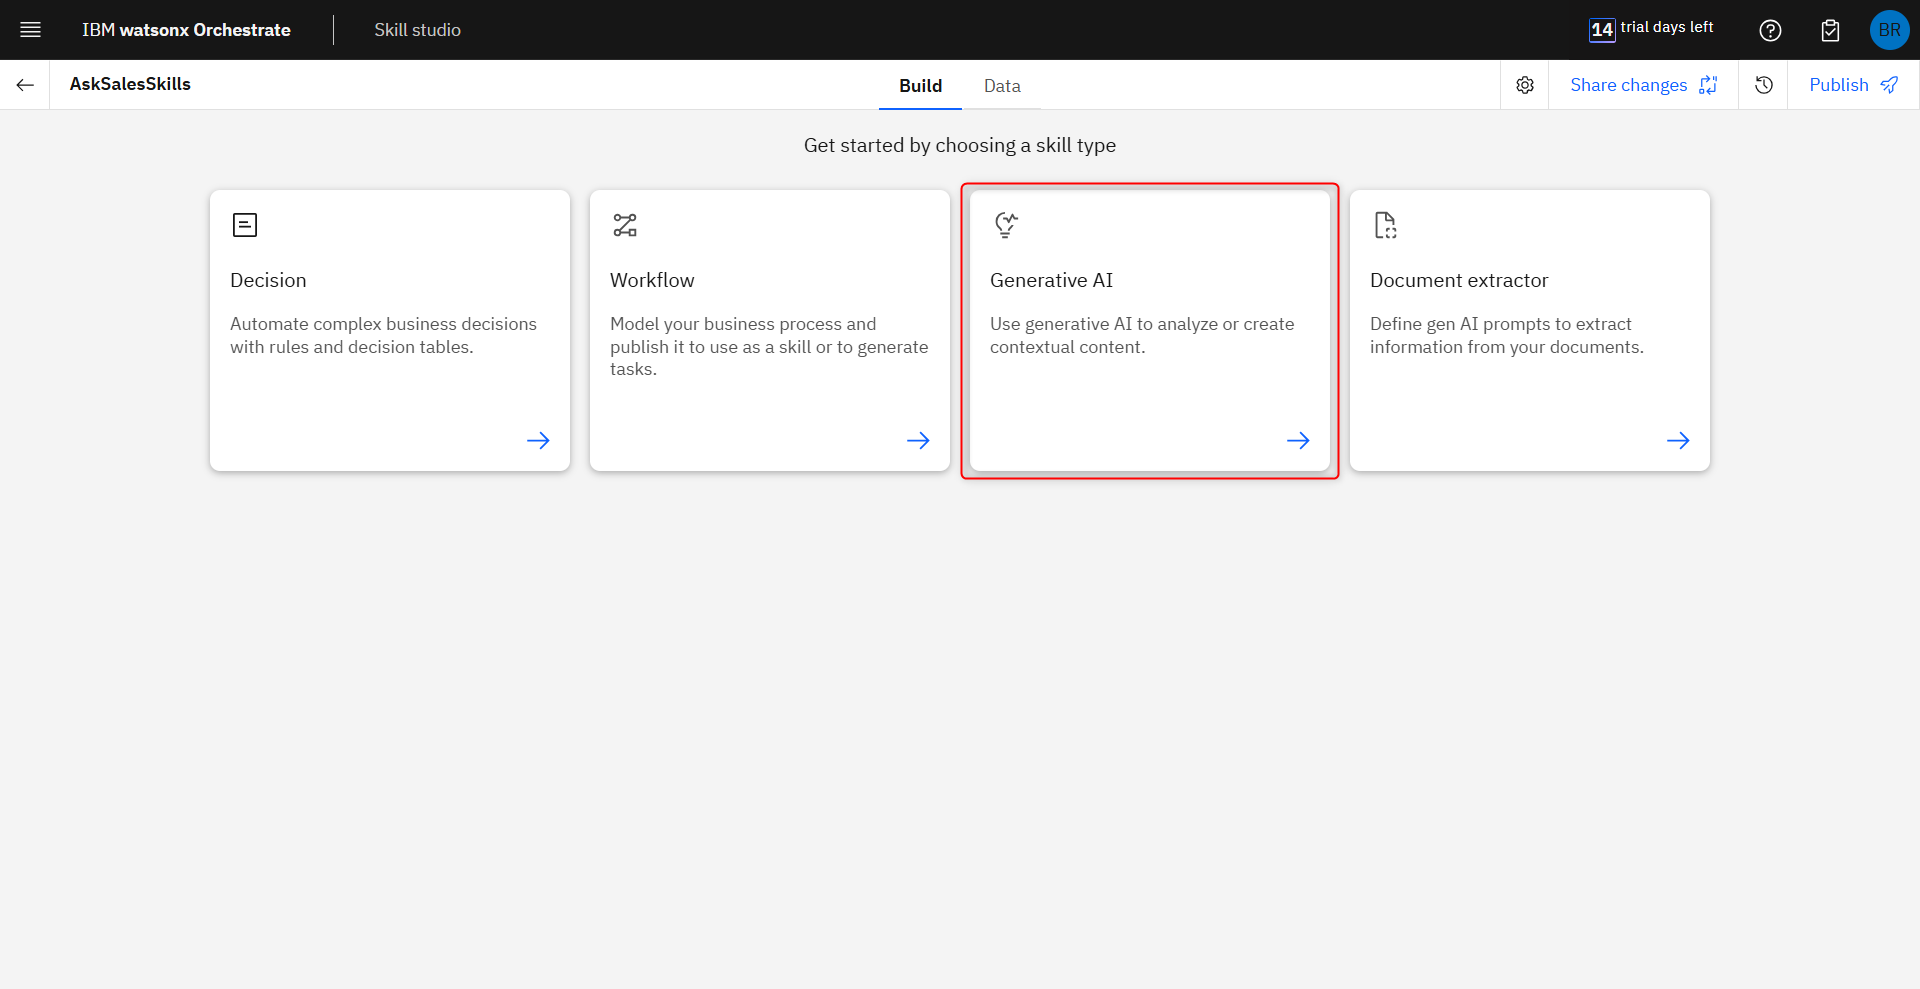 IBM watsonx Orchestrate
Skill studio
14 trial days left
BR
AskSalesSkills
Build
Data
Share changes
Publish
Get started by choosing a skill type
Decision
Automate complex business decisions
with rules and decision tables.
Workflow
Model your business process and
publish it to use as a skill or to generate
tasks.
Generative AI
Use generative AI to analyze or create
contextual content.
Document extractor
Define gen AI prompts to extract
information from your documents.